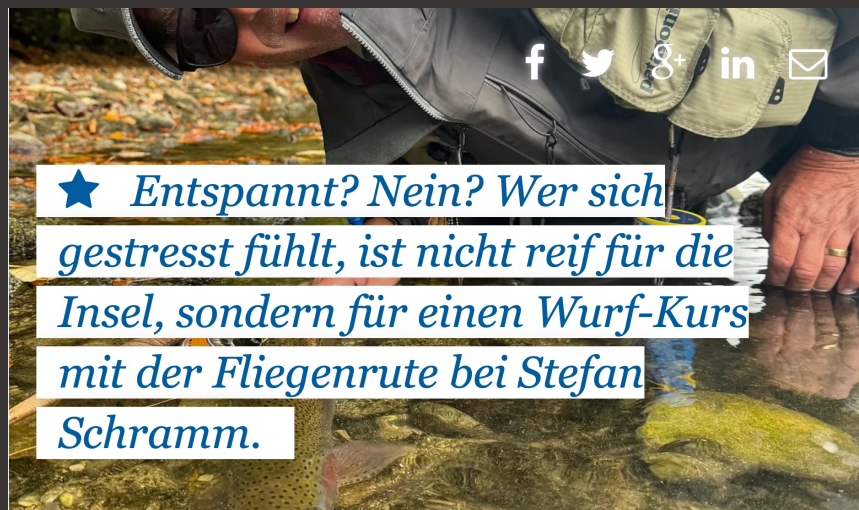 Entspannt? Nein? Wer sich
gestresst fühlt, ist nicht reif für die
Insel, sondern für einen Wurf-Kurs
mit der Fliegenrute bei Stefan
Schramm.